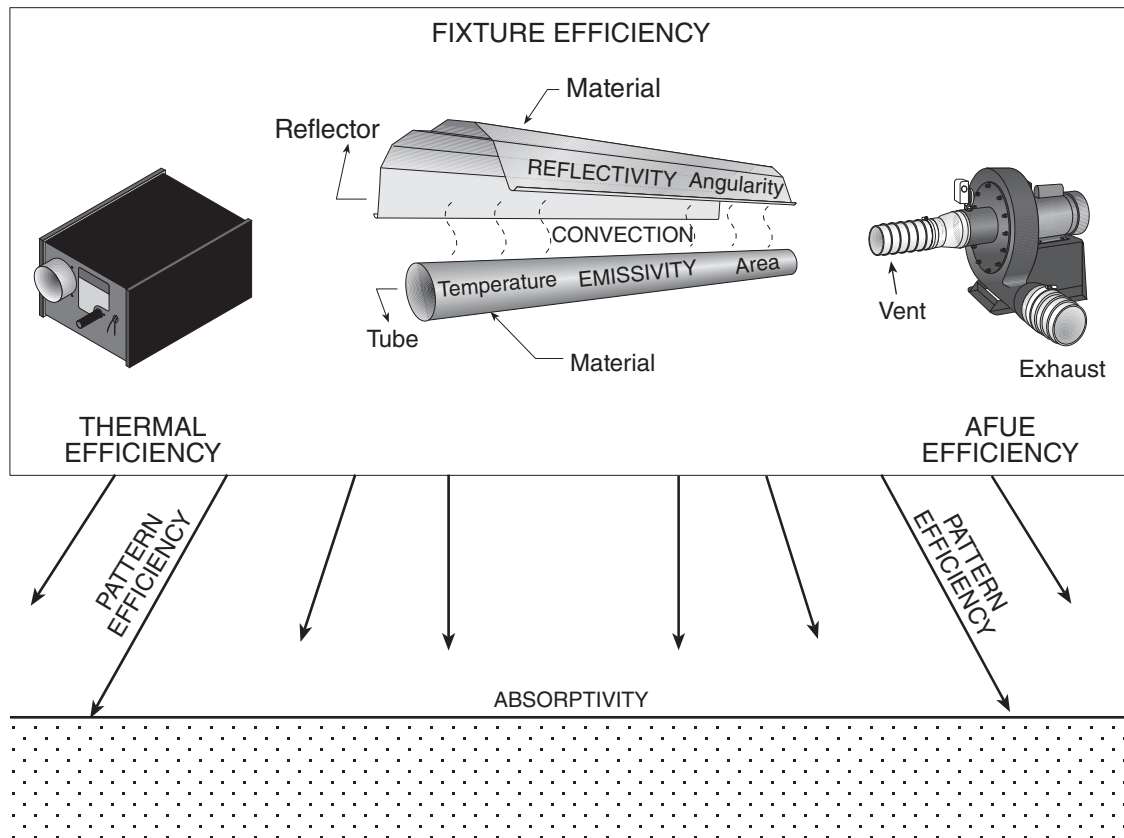 FIXTURE EFFICIENCY
Material
Reflector
REFLECTIVITY Angularity
CONVECTION
Temperature EMISSIVITY Area
Tube
Material
Vent
Exhaust
THERMAL
EFFICIENCY
AFUE
EFFICIENCY
PATTERN
EFFICIENCY
PATTERN
EFFICIENCY
ABSORPTIVITY